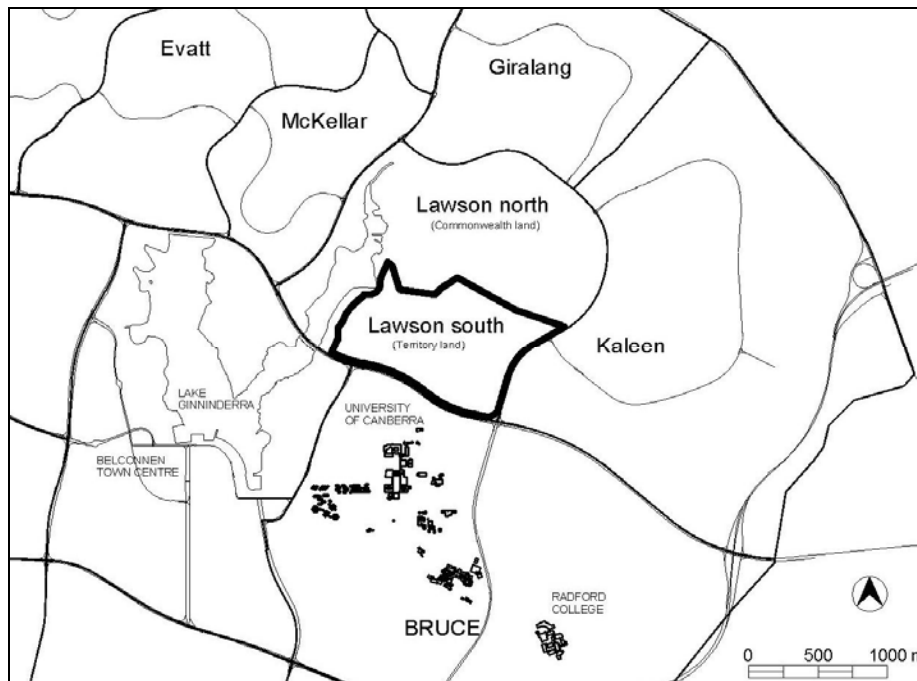 Evatt
Giralang
McKellar
Lawson north
(Commonwealth land)
Lawson south
(Territory land)
Kaleen
LAKE
GINNINDERRA
UNIVERSITY
OF CANBERRA
BELCONNEN
TOWN CENTRE
RADFORD
COLLEGE
BRUCE
0 500 1000 m